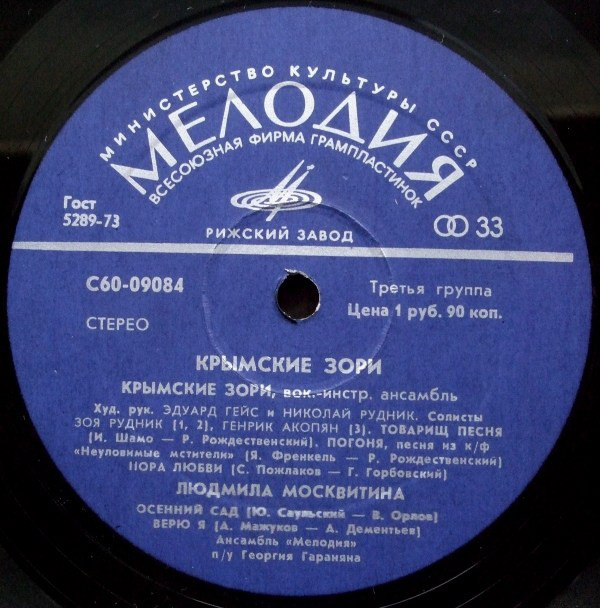 МИНИСТЕРСТВО КУЛЬТУРЫ СССР
МЕЛОДИЯ
ВСЕСОЮЗНАЯ ФИРМА ГРАМПЛАСТИНОК
Гост
5289-73
33
РИЖСКИЙ ЗАВОД
С60-09084
Третья группа
Цена 1 руб. 90 коп.
СТЕРЕО
КРЫМСКИЕ ЗОРИ
КРЫМСКИЕ ЗОРИ, вок.-инстр. ансамбль
Худ. рук. ЭДУАРД ГЕЙС и НИКОЛАЙ РУДНИК. Солисты
ЗОЯ РУДНИК (1, 2), ГЕНРИК АКОПЯН (3). ТОВАРИЩ ПЕСНЯ
(И. Шамо — Р. Рождественский). ПОГОНЯ, песня из к/ф
«Неуловимые мстители» (Я. Френкель — Р. Рождественский)
ПОРА ЛЮБВИ (С. Пожлаков — Г. Горбовский)
ЛЮДМИЛА МОСКВИТИНА
ОСЕННИЙ САД (Ю. Саульский — В. Орлов)
ВЕРЮ Я (А. Мажуков — А. Дементьев)
Ансамбль «Мелодия»
п/у Георгия Гараняна